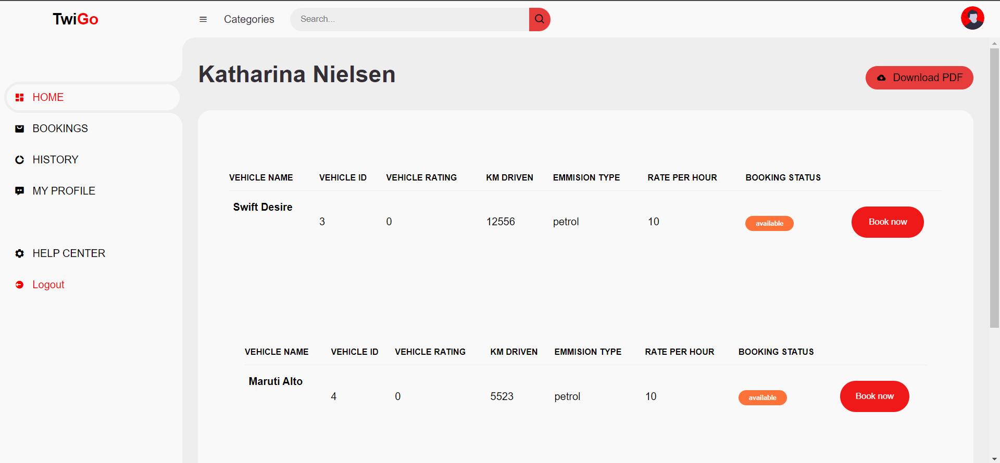 TwiGo
Categories
Search...
Katharina Nielsen
Download PDF
HOME
BOOKINGS
HISTORY
MY PROFILE
HELP CENTER
Logout
VEHICLE NAME VEHICLE ID VEHICLE RATING KM DRIVEN EMMISION TYPE RATE PER HOUR BOOKING STATUS
Swift Desire
3 0 12556 petrol 10 available Book now
VEHICLE NAME VEHICLE ID VEHICLE RATING KM DRIVEN EMMISION TYPE RATE PER HOUR BOOKING STATUS
Maruti Alto
4 0 5523 petrol 10 available Book now